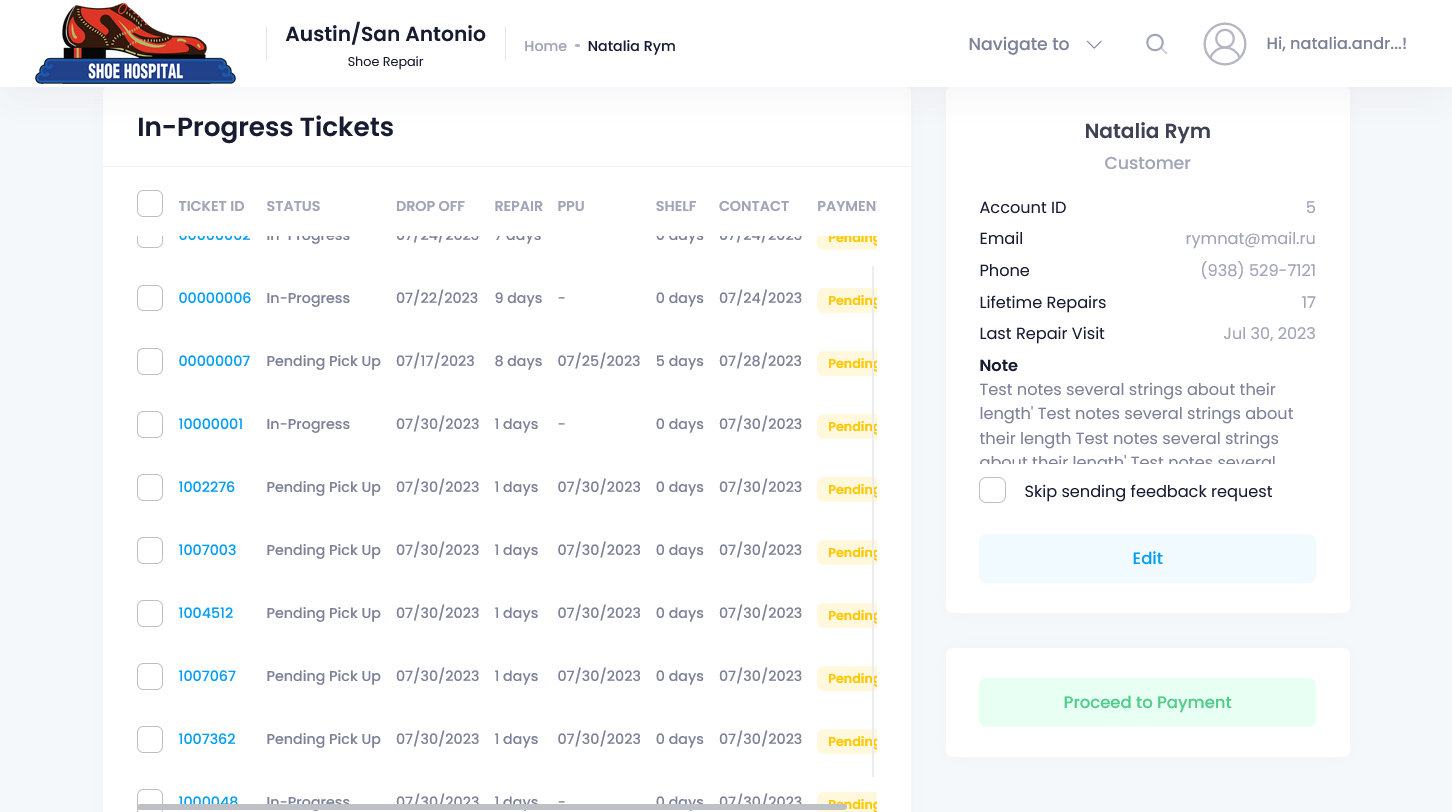 SHOE HOSPITAL
Austin/San Antonio
Shoe Repair
Home - Natalia Rym
Navigate to
Hi, natalia.andr...!
In-Progress Tickets
TICKET ID STATUS DROP OFF REPAIR PPU SHELF CONTACT PAYMEN
00000002 In-Progress 07/24/2023 7 days 0 days 07/24/2023 Pending
00000006 In-Progress 07/22/2023 9 days - 0 days 07/24/2023 Pending
00000007 Pending Pick Up 07/17/2023 8 days 07/25/2023 5 days 07/28/2023 Pending
10000001 In-Progress 07/30/2023 1 days - 0 days 07/30/2023 Pending
1002276 Pending Pick Up 07/30/2023 1 days 07/30/2023 0 days 07/30/2023 Pending
1007003 Pending Pick Up 07/30/2023 1 days 07/30/2023 0 days 07/30/2023 Pending
1004512 Pending Pick Up 07/30/2023 1 days 07/30/2023 0 days 07/30/2023 Pending
1007067 Pending Pick Up 07/30/2023 1 days 07/30/2023 0 days 07/30/2023 Pending
1007362 Pending Pick Up 07/30/2023 1 days 07/30/2023 0 days 07/30/2023 Pending
1000048 In-Progress 07/30/2023 1 days - 0 days 07/30/2023 Pending
Natalia Rym
Customer
Account ID 5
Email rymnat@mail.ru
Phone (938) 529-7121
Lifetime Repairs 17
Last Repair Visit Jul 30, 2023
Note
Test notes several strings about their
length' Test notes several strings about
their length Test notes several strings
about their length' Test notes several
Skip sending feedback request
Edit
Proceed to Payment